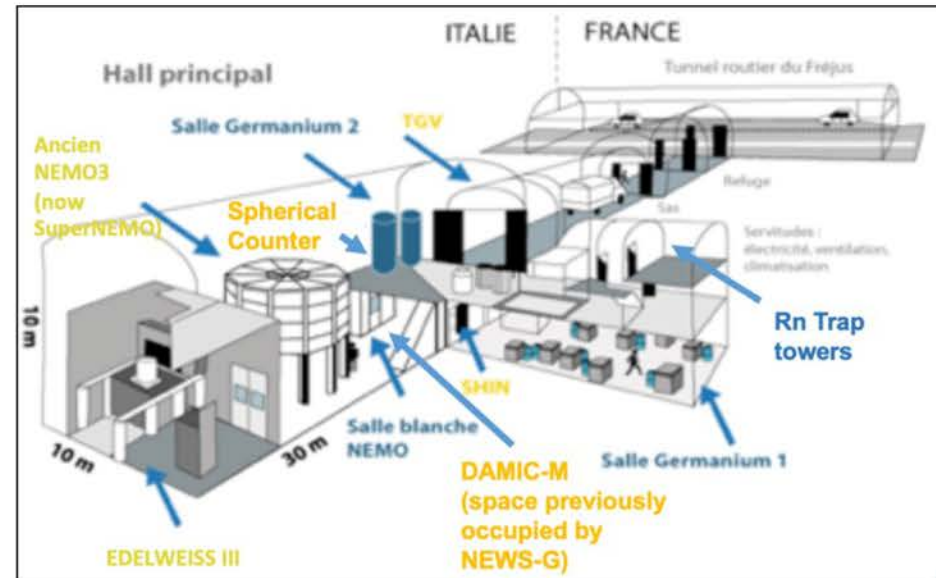 ITALIE
FRANCE
Hall principal
Tunnel routier du Fréjus
Salle Germanium 2
TGV
Ancien
NEMO3
(now
SuperNEMO)
Spherical
Counter
Refuge
Sas
Servitudes :
électricité, ventilation,
climatisation
Rn Trap
towers
10 m
SHIN
Salle blanche
NEMO
30 m
10 m
Salle Germanium 1
DAMIC-M
(space previously
occupied by
NEWS-G)
EDELWEISS III